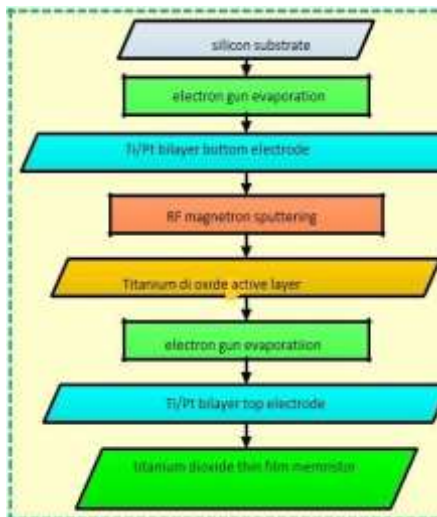 silicon substrate
electron gun evaporation
Ti/Pt bilayer bottom electrode
RF magnetron sputtering
Titanium di oxide active layer
electron gun evaporatiion
Ti/Pt bilayer top electrode
titanium dioxide thin film memristor